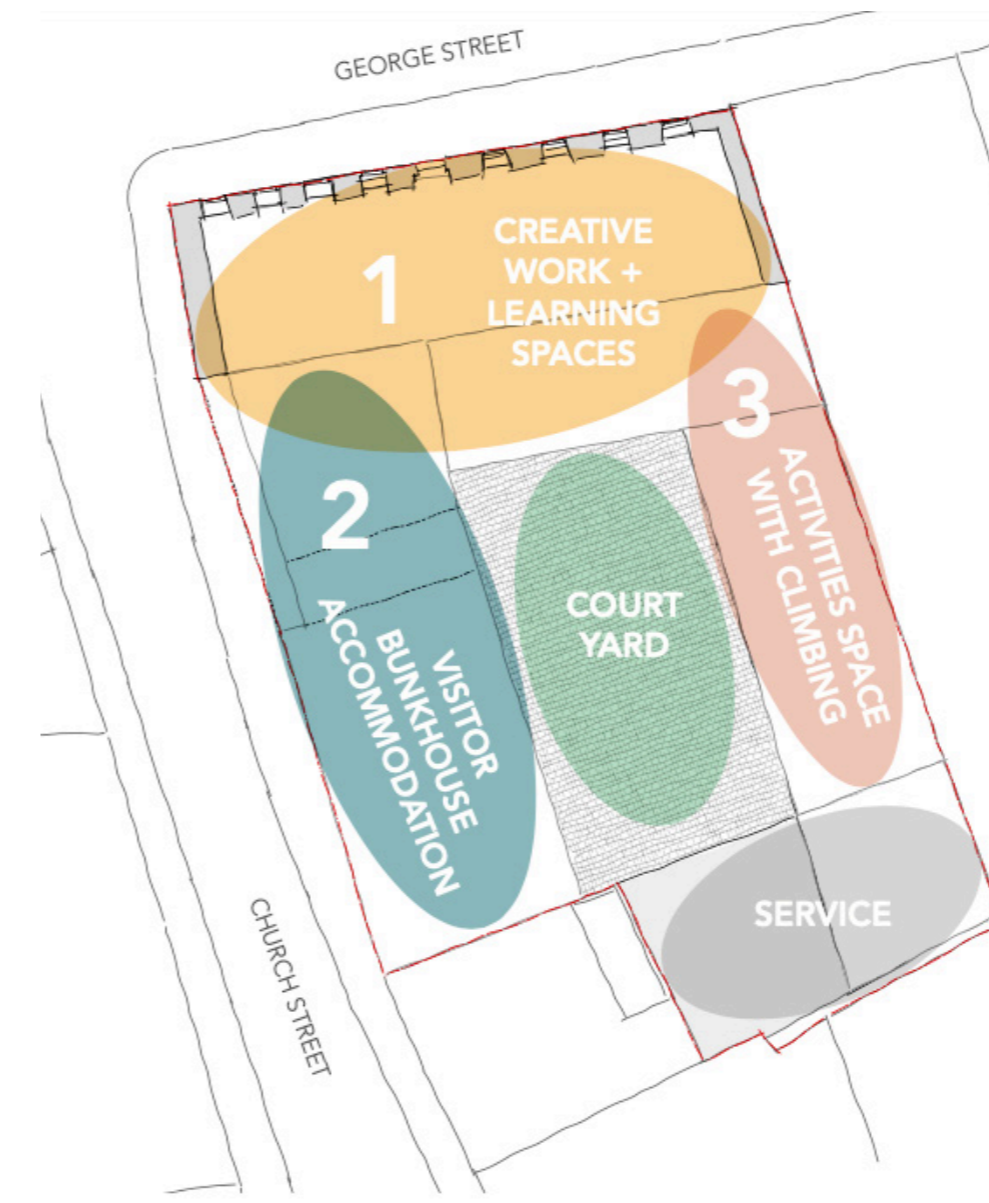 GEORGE STREET
1
CREATIVE
WORK +
LEARNING
SPACES
2
VISITOR
BUNKHOUSE
ACCOMMODATION
3
ACTIVITIES SPACE
WITH CLIMBING
COURT
YARD
SERVICE
CHURCH STREET